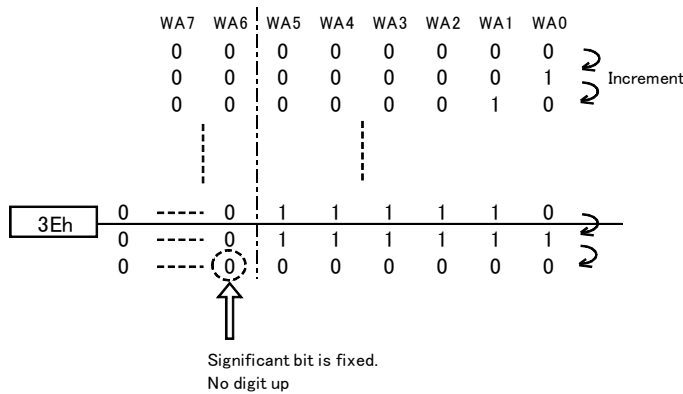 WA7 WA6 WA5 WA4 WA3 WA2 WA1 WA0
0 0 0 0 0 0 0 0
0 0 0 0 0 0 0 1 Increment
0 0 0 0 0 0 1 0
3Eh 0 0 1 1 1 1 1 0
0 0 1 1 1 1 1 1
0 0 0 0 0 0 0 0
Significant bit is fixed.
No digit up